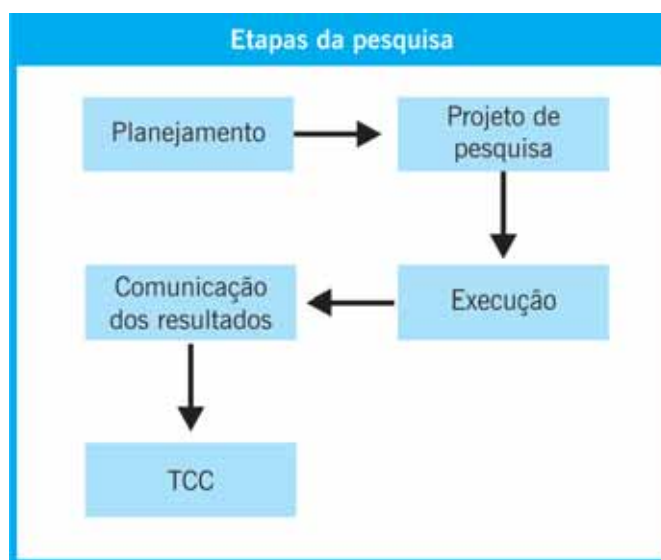 Etapas da pesquisa
Planejamento
Projeto de
pesquisa
Execução
Comunicação
dos resultados
TCC